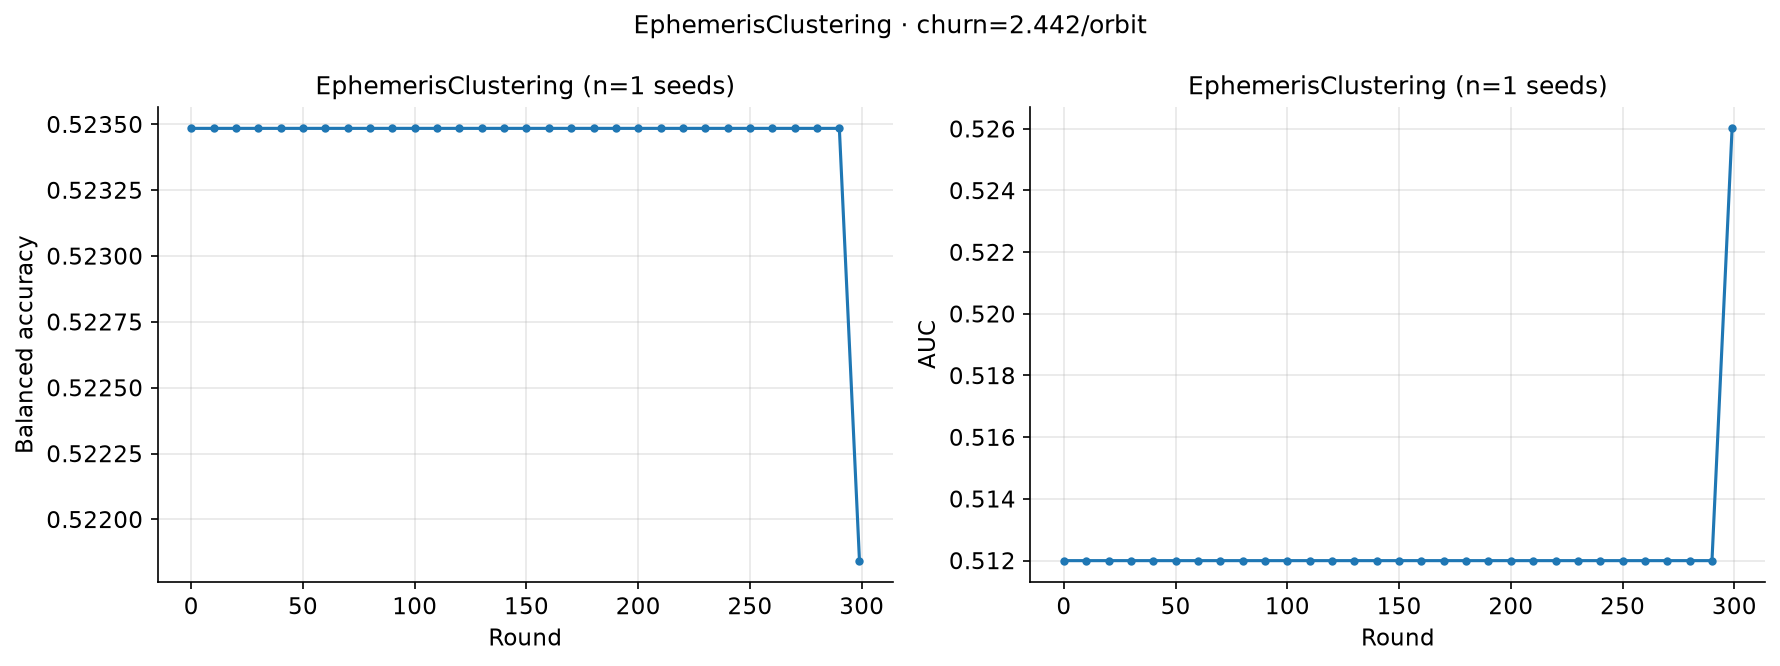 EphemerisClustering · churn=2.442/orbit
EphemerisClustering (n=1 seeds)
Balanced accuracy
0.52350
0.52325
0.52300
0.52275
0.52250
0.52225
0.52200
0 50 100 150 200 250 300
Round
EphemerisClustering (n=1 seeds)
AUC
0.526
0.524
0.522
0.520
0.518
0.516
0.514
0.512
0 50 100 150 200 250 300
Round